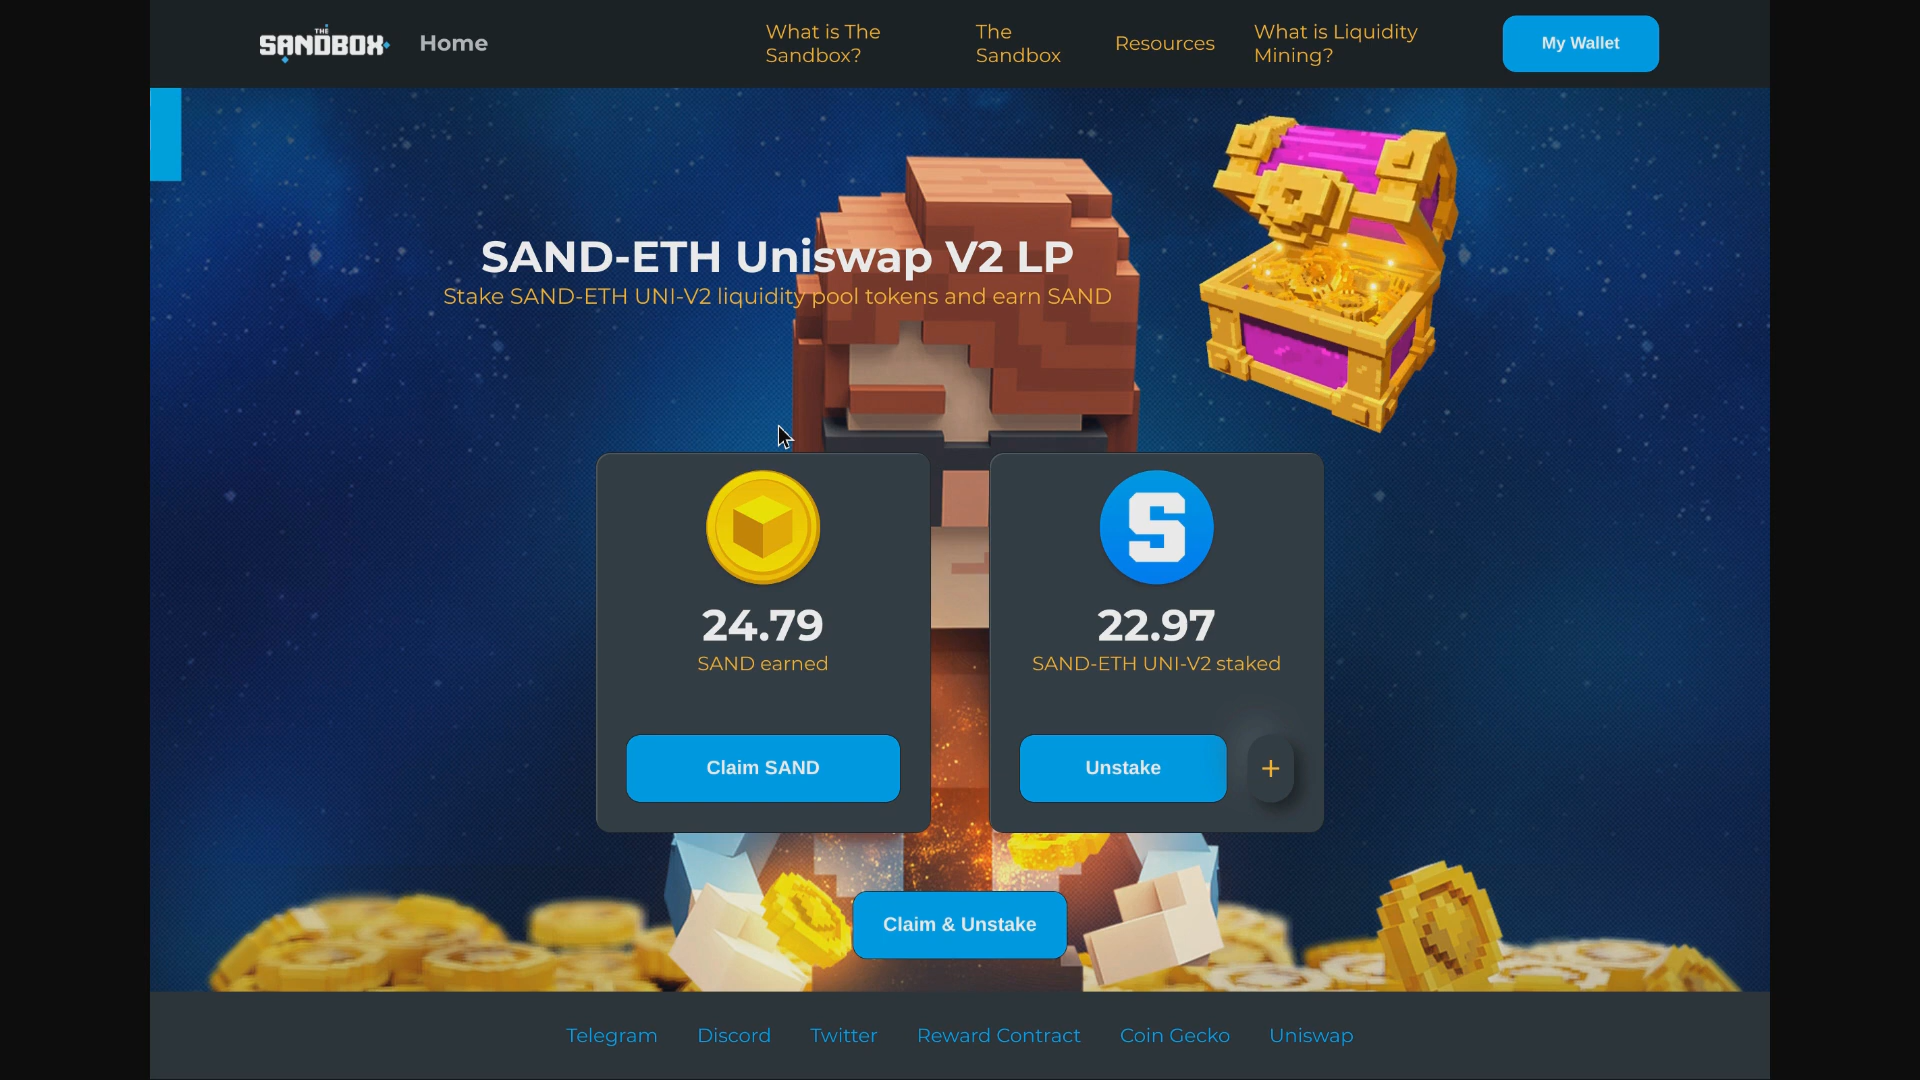 THE
SANDBOX
Home
What is The
Sandbox?
The
Sandbox
Resources
What is Liquidity
Mining?
My Wallet
SAND-ETH Uniswap V2 LP
Stake SAND-ETH UNI-V2 liquidity pool tokens and earn SAND
S
24.79
SAND earned
22.97
SAND-ETH UNI-V2 staked
Claim SAND
Unstake
+
Claim & Unstake
Telegram
Discord
Twitter
Reward Contract
Coin Gecko
Uniswap